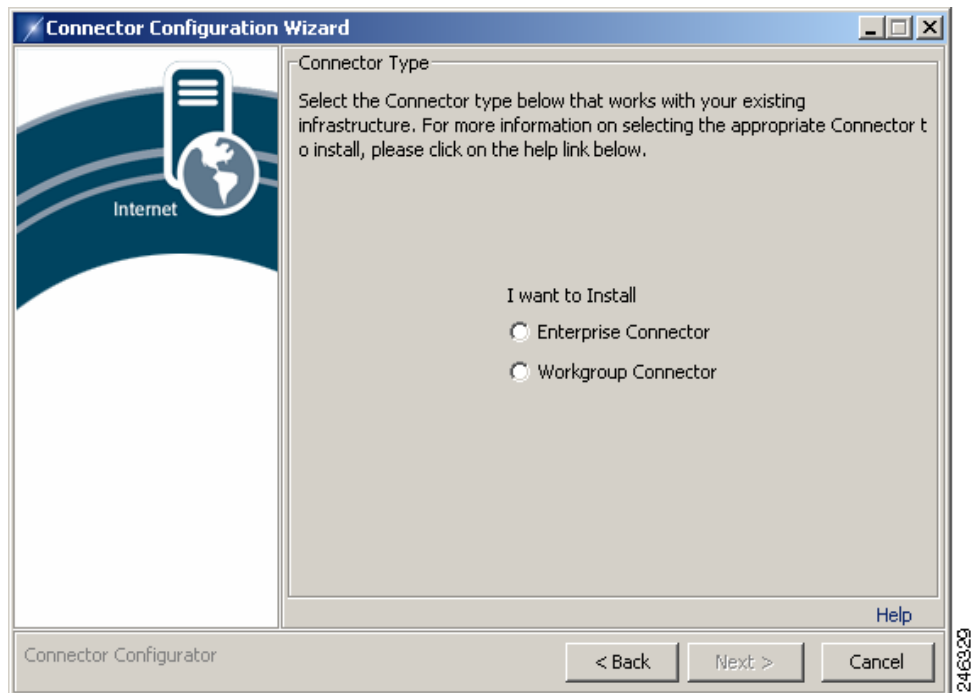 Connector Configuration Wizard
Connector Type
Select the Connector type below that works with your existing
infrastructure. For more information on selecting the appropriate Connector t
o install, please click on the help link below.
Internet
I want to Install
Enterprise Connector
Workgroup Connector
Help
Connector Configurator
< Back
Next >
Cancel
246329